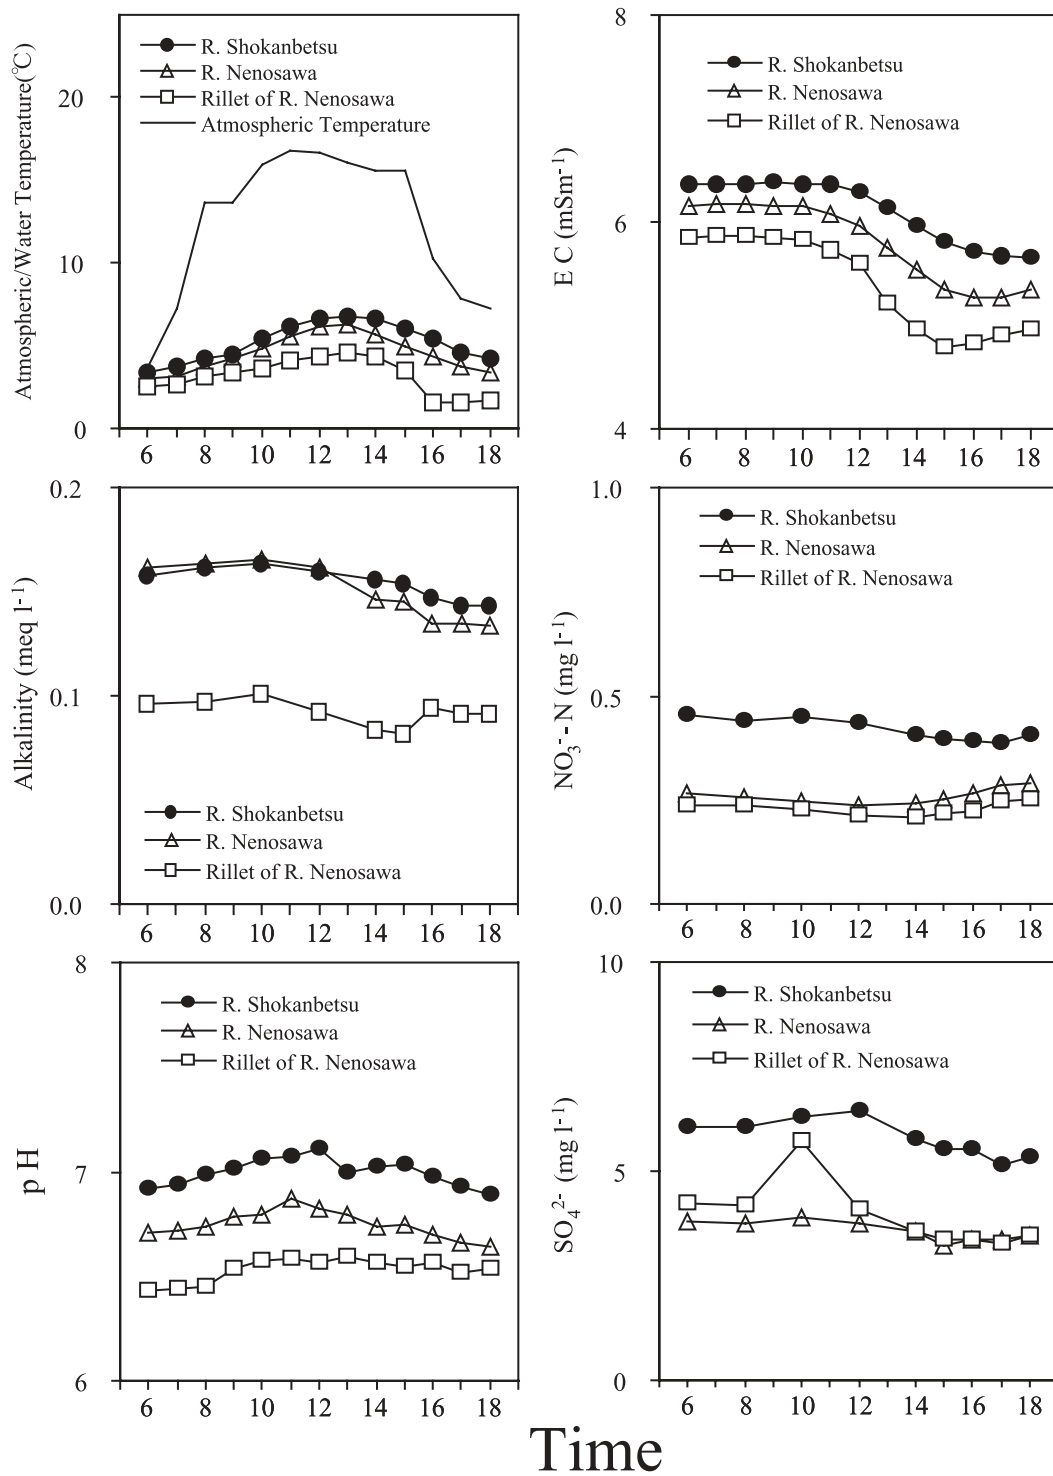 Atmospheric/Water Temperature(℃)
20
10
0
R. Shokanbetsu
R. Nenosawa
Rillet of R. Nenosawa
Atmospheric Temperature
6 8 10 12 14 16 18
E C (mSm⁻¹)
8
6
4
R. Shokanbetsu
R. Nenosawa
Rillet of R. Nenosawa
6 8 10 12 14 16 18
Alkalinity (meq l⁻¹)
0.2
0.1
0.0
R. Shokanbetsu
R. Nenosawa
Rillet of R. Nenosawa
6 8 10 12 14 16 18
NO₃⁻-N (mg l⁻¹)
1.0
0.5
0.0
R. Shokanbetsu
R. Nenosawa
Rillet of R. Nenosawa
6 8 10 12 14 16 18
pH
8
7
6
R. Shokanbetsu
R. Nenosawa
Rillet of R. Nenosawa
6 8 10 12 14 16 18
SO₄²⁻ (mg l⁻¹)
10
5
0
R. Shokanbetsu
R. Nenosawa
Rillet of R. Nenosawa
6 8 10 12 14 16 18
Time